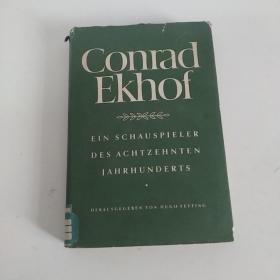 Conrad
Ekhof
EIN SCHAUSPIELER
DES ACHTZEHNTEN
JAHRHUNDERTS
HERAUSGEGEBEN VON HUGO FETTING